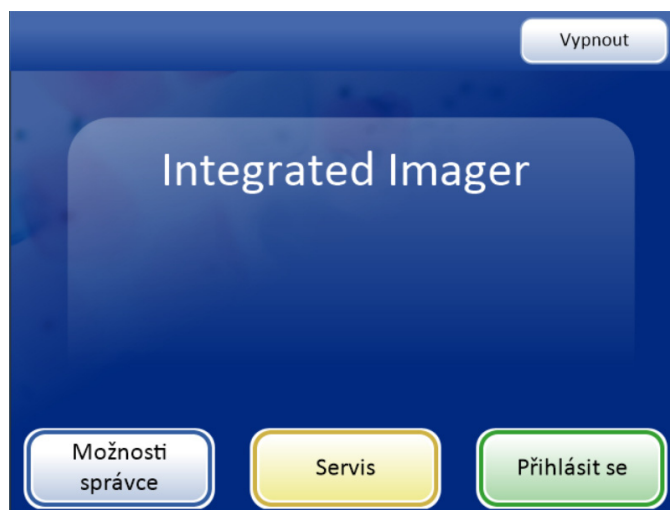 Vypnout
Integrated Imager
Možnosti
správce
Servis
Přihlásit se